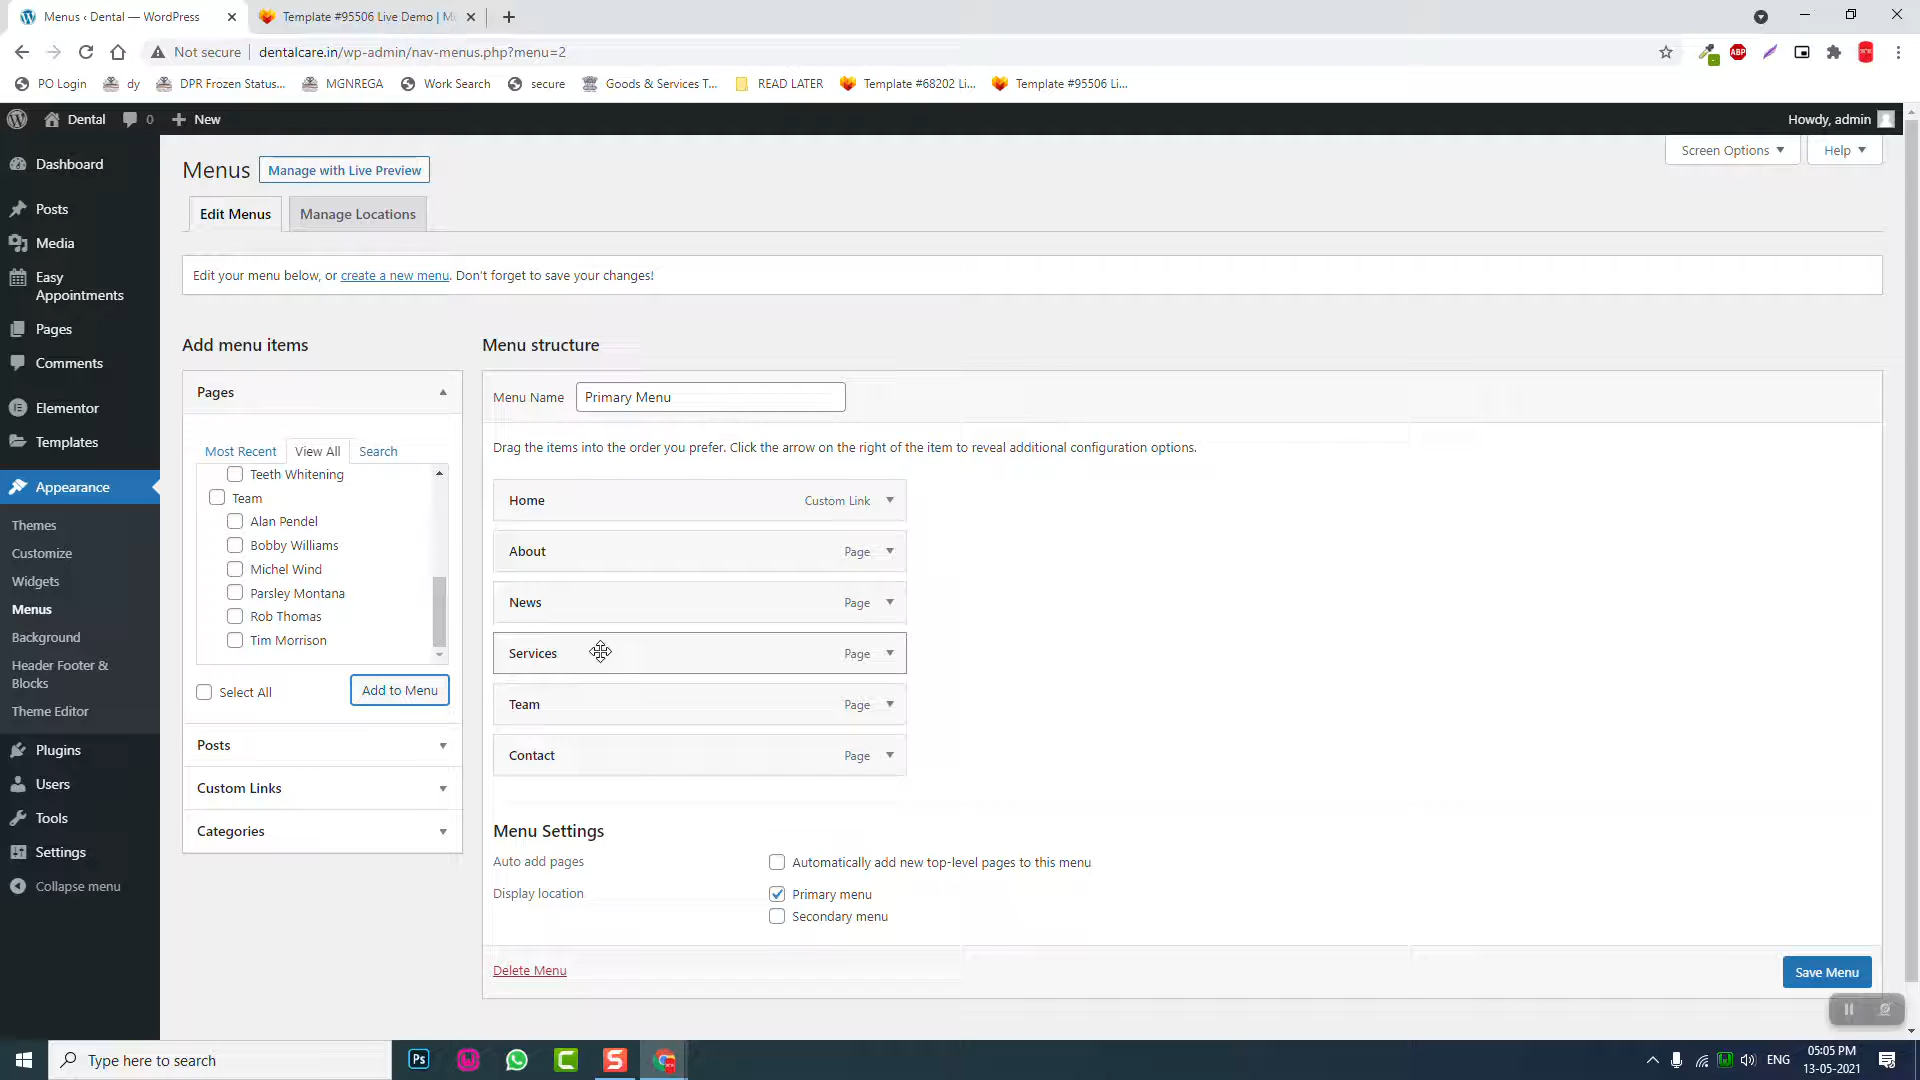 Menus ‹ Dental — WordPress
Template #95506 Live Demo |
Not secure
dentalcare.in/wp-admin/nav-menus.php?menu=2
ABP
PO Login
dy
DPR Frozen Status...
MGNREGA
Work Search
secure
Goods & Services T...
READ LATER
Template #68202 Li...
Template #95506 Li...
Dental
0
New
Howdy, admin
Dashboard
Posts
Media
Easy
Appointments
Pages
Comments
Elementor
Templates
Appearance
Themes
Customize
Widgets
Menus
Background
Header Footer &
Blocks
Theme Editor
Plugins
Users
Tools
Settings
Collapse menu
Menus
Manage with Live Preview
Screen Options
Help
Edit Menus
Manage Locations
Edit your menu below, or create a new menu. Don't forget to save your changes!
Add menu items
Pages
Most Recent
View All
Search
Teeth Whitening
Team
Alan Pendel
Bobby Williams
Michel Wind
Parsley Montana
Rob Thomas
Tim Morrison
Select All
Add to Menu
Posts
Custom Links
Categories
Menu structure
Menu Name
Primary Menu
Drag the items into the order you prefer. Click the arrow on the right of the item to reveal additional configuration options.
Home
Custom Link
About
Page
News
Page
Services
Page
Team
Page
Contact
Page
Menu Settings
Auto add pages
Automatically add new top-level pages to this menu
Display location
Primary menu
Secondary menu
Delete Menu
Save Menu
Type here to search
Ps
ENG
05:05 PM
13-05-2021